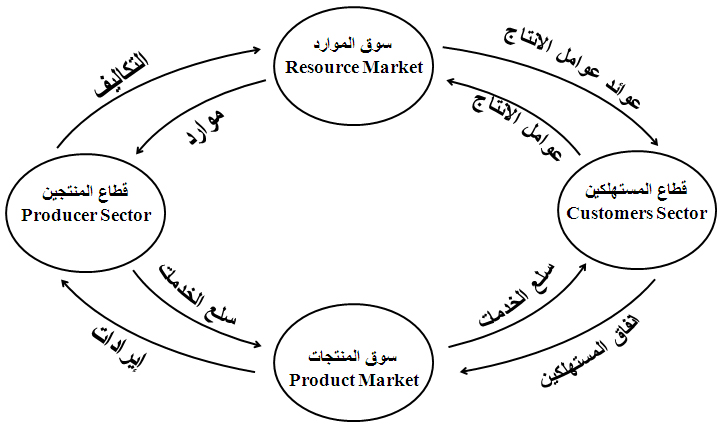 سوق الموارد
Resource Market
التكاليف
عوائد عوامل الانتاج
موارد
عوامل الانتاج
قطاع المنتجين
Producer Sector
قطاع المستهلكين
Customers Sector
سلع الخدمات
سلع الخدمات
إيرادات
انفاق المستهلكين
سوق المنتجات
Product Market